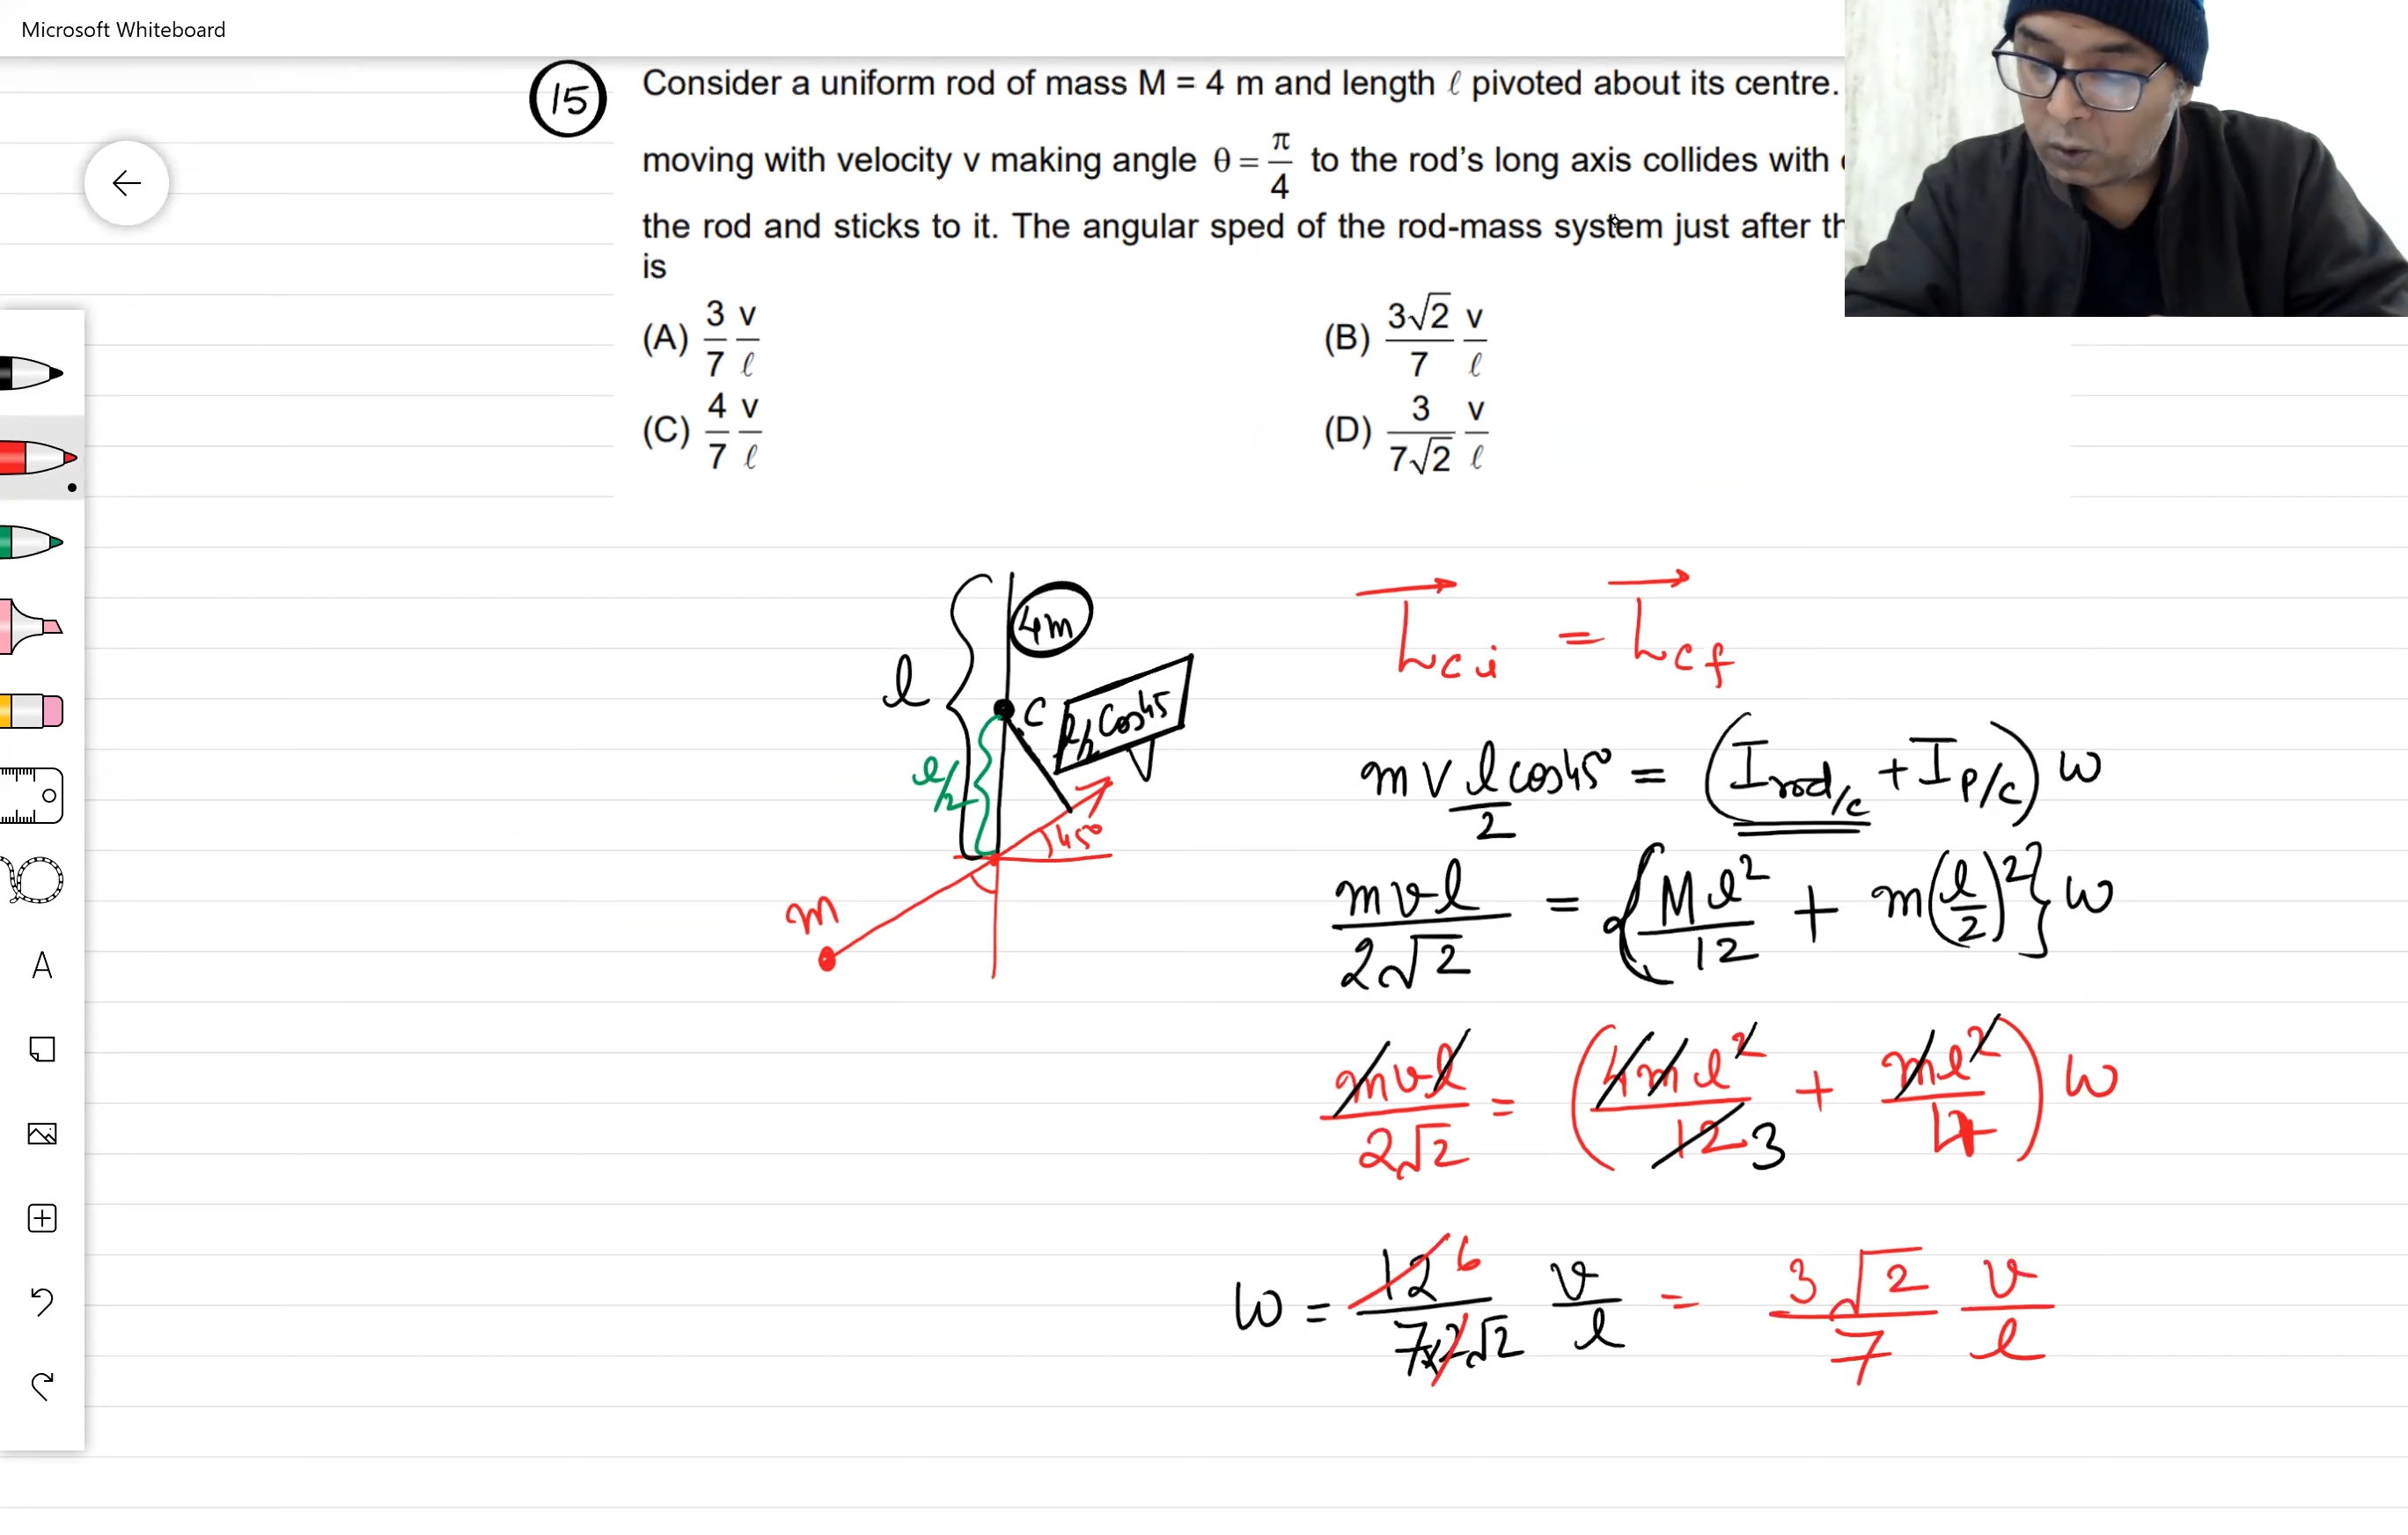 Microsoft Whiteboard
15 Consider a uniform rod of mass M = 4 m and length ℓ pivoted about its centre.
moving with velocity v making angle θ = π/4 to the rod's long axis collides with
the rod and sticks to it. The angular sped of the rod-mass system just after th
is
(A) 3/7 v/ℓ (B) 3√2/7 v/ℓ
(C) 4/7 v/ℓ (D) 3/7√2 v/ℓ
4m
l
C
l/2 cos45
l/2
45°
m
L⃗ci = L⃗cf
mv l/2 cos45° = (Irod/c + IP/c) ω
mvl/2√2 = {Ml²/12 + m(l/2)²} ω
mvl/2√2 = (4ml²/12 3 + ml²/4) ω
ω = 12 6/7×2√2 v/l = 3√2/7 v/l
A